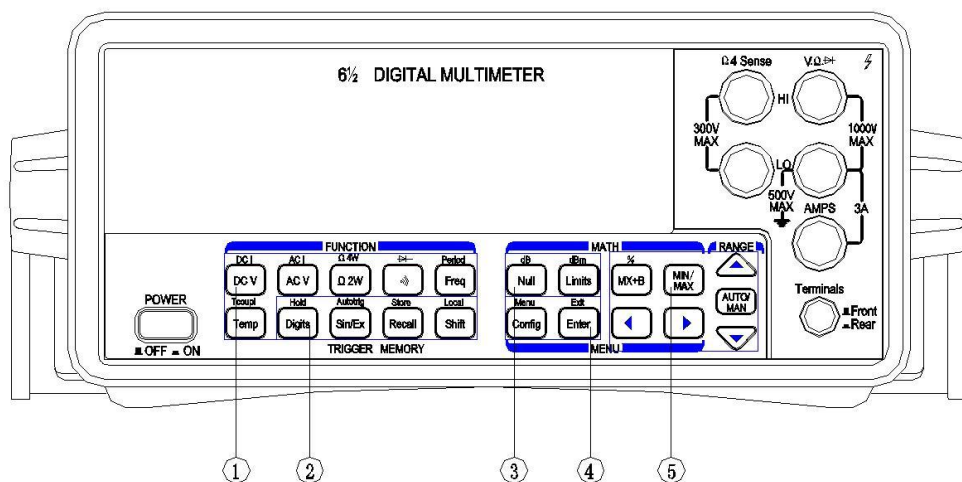 6½ DIGITAL MULTIMETER
Ω4 Sense VΩ
HI
300V MAX 1000V MAX
LO
500V MAX
AMPS 3A
FUNCTION MATH RANGE
DC I AC I Ω 4W Period dB dBm %
DC V AC V Ω 2W Freq Null Limits MX+B MIN/MAX
AUTO/MAN
Tcoupl Hold Autotrig Store Local Menu Exit
Temp Digits Sin/Ex Recall Shift Config Enter
TRIGGER MEMORY MENU
POWER
OFF ON
Terminals
Front
Rear
1 2 3 4 5